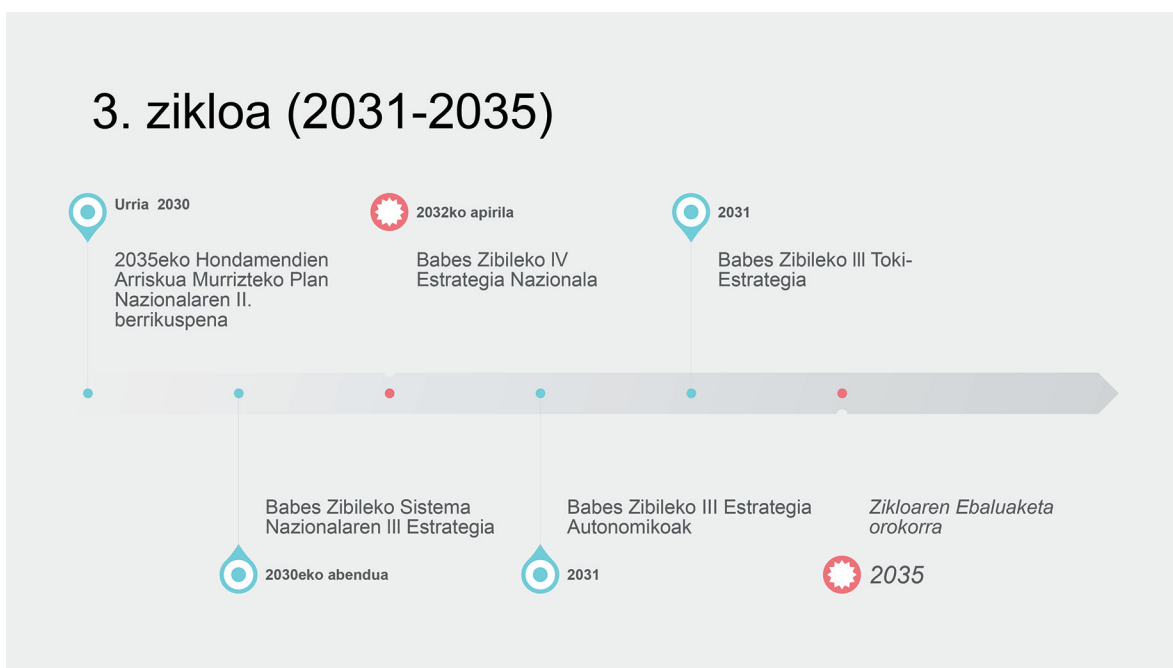 3. zikloa (2031-2035)
Urria 2030
2035eko Hondamendien
Arriskua Murrizteko Plan
Nazionalaren II.
berrikuspena
2032ko apirila
Babes Zibileko IV
Estrategia Nazionala
2031
Babes Zibileko III Toki-
Estrategia
Babes Zibileko Sistema
Nazionalaren III Estrategia
2030eko abendua
Babes Zibileko III Estrategia
Autonomikoak
2031
Zikloaren Ebaluaketa
orokorra
2035